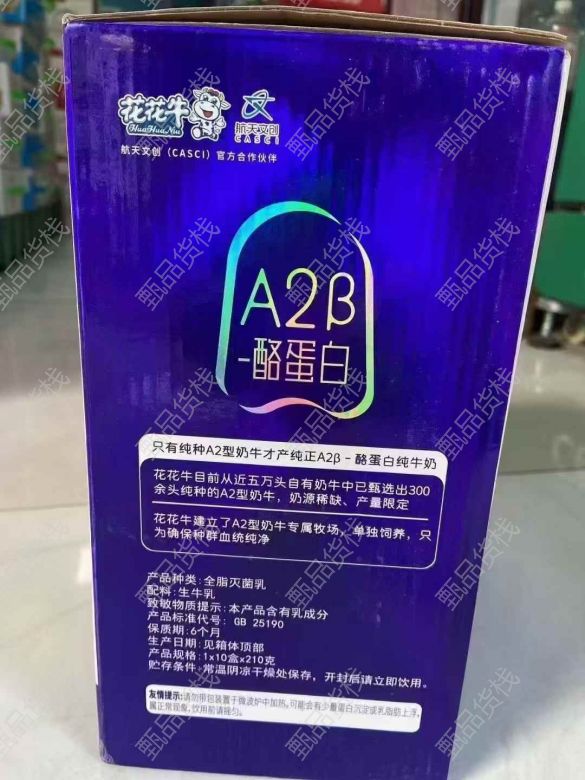 花花牛
HuaHuaNiu
航天文创
CASCI
航天文创（CASCI）官方合作伙伴
A2β
-酪蛋白
只有纯种A2型奶牛才产纯正A2β-酪蛋白纯牛奶
花花牛目前从近五万头自有奶牛中已甄选出300
余头纯种的A2型奶牛，奶源稀缺、产量限定
花花牛建立了A2型奶牛专属牧场，单独饲养，只
为确保种群血统纯净
产品种类：全脂灭菌乳
配料：生牛乳
致敏物质提示：本产品含有乳成分
产品标准代号：GB 25190
保质期：6个月
生产日期：见箱体顶部
产品规格：1x10盒x210克
贮存条件：常温阴凉干燥处保存，开封后请立即饮用。
友情提示：请勿带包装置于微波炉中加热。可能会有少量蛋白沉淀或乳脂肪上浮，
属正常现象，饮用前请摇匀。
甄品货栈